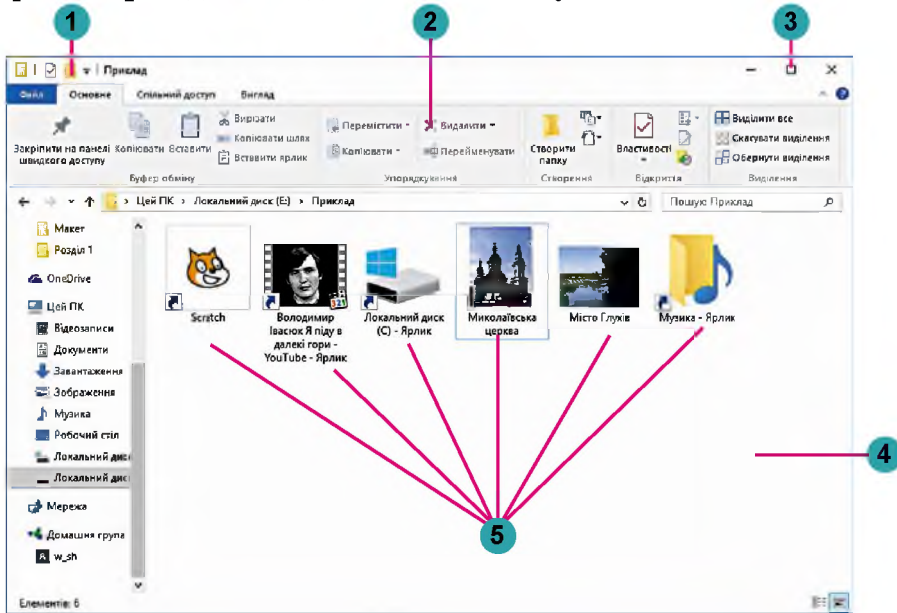 1
2
3
Приклад
Файл Основне Спільний доступ Вигляд
Закріпити на панелі швидкого доступу
Копіювати
Вставити
Вирізати
Копіювати шлях
Вставити ярлик
Буфер обміну
Перемістити
Копіювати
Видалити
Перейменувати
Упорядкування
Створити папку
Створення
Властивості
Відкриття
Виділити все
Скасувати виділення
Обернути виділення
Виділення
Цей ПК › Локальний диск (E:) › Приклад
Пошук: Приклад
Макет
Розділ 1
OneDrive
Цей ПК
Відеозаписи
Документи
Завантаження
Зображення
Музика
Робочий стіл
Локальний дис
Локальний дис
Мережа
Домашня група
w_sh
Scratch
Володимир
Івасюк Я піду в
далекі гори -
YouTube - Ярлик
321
Локальний диск
(C) - Ярлик
Миколаївська
церква
Місто Глухів
Музика - Ярлик
4
5
Елементів: 6